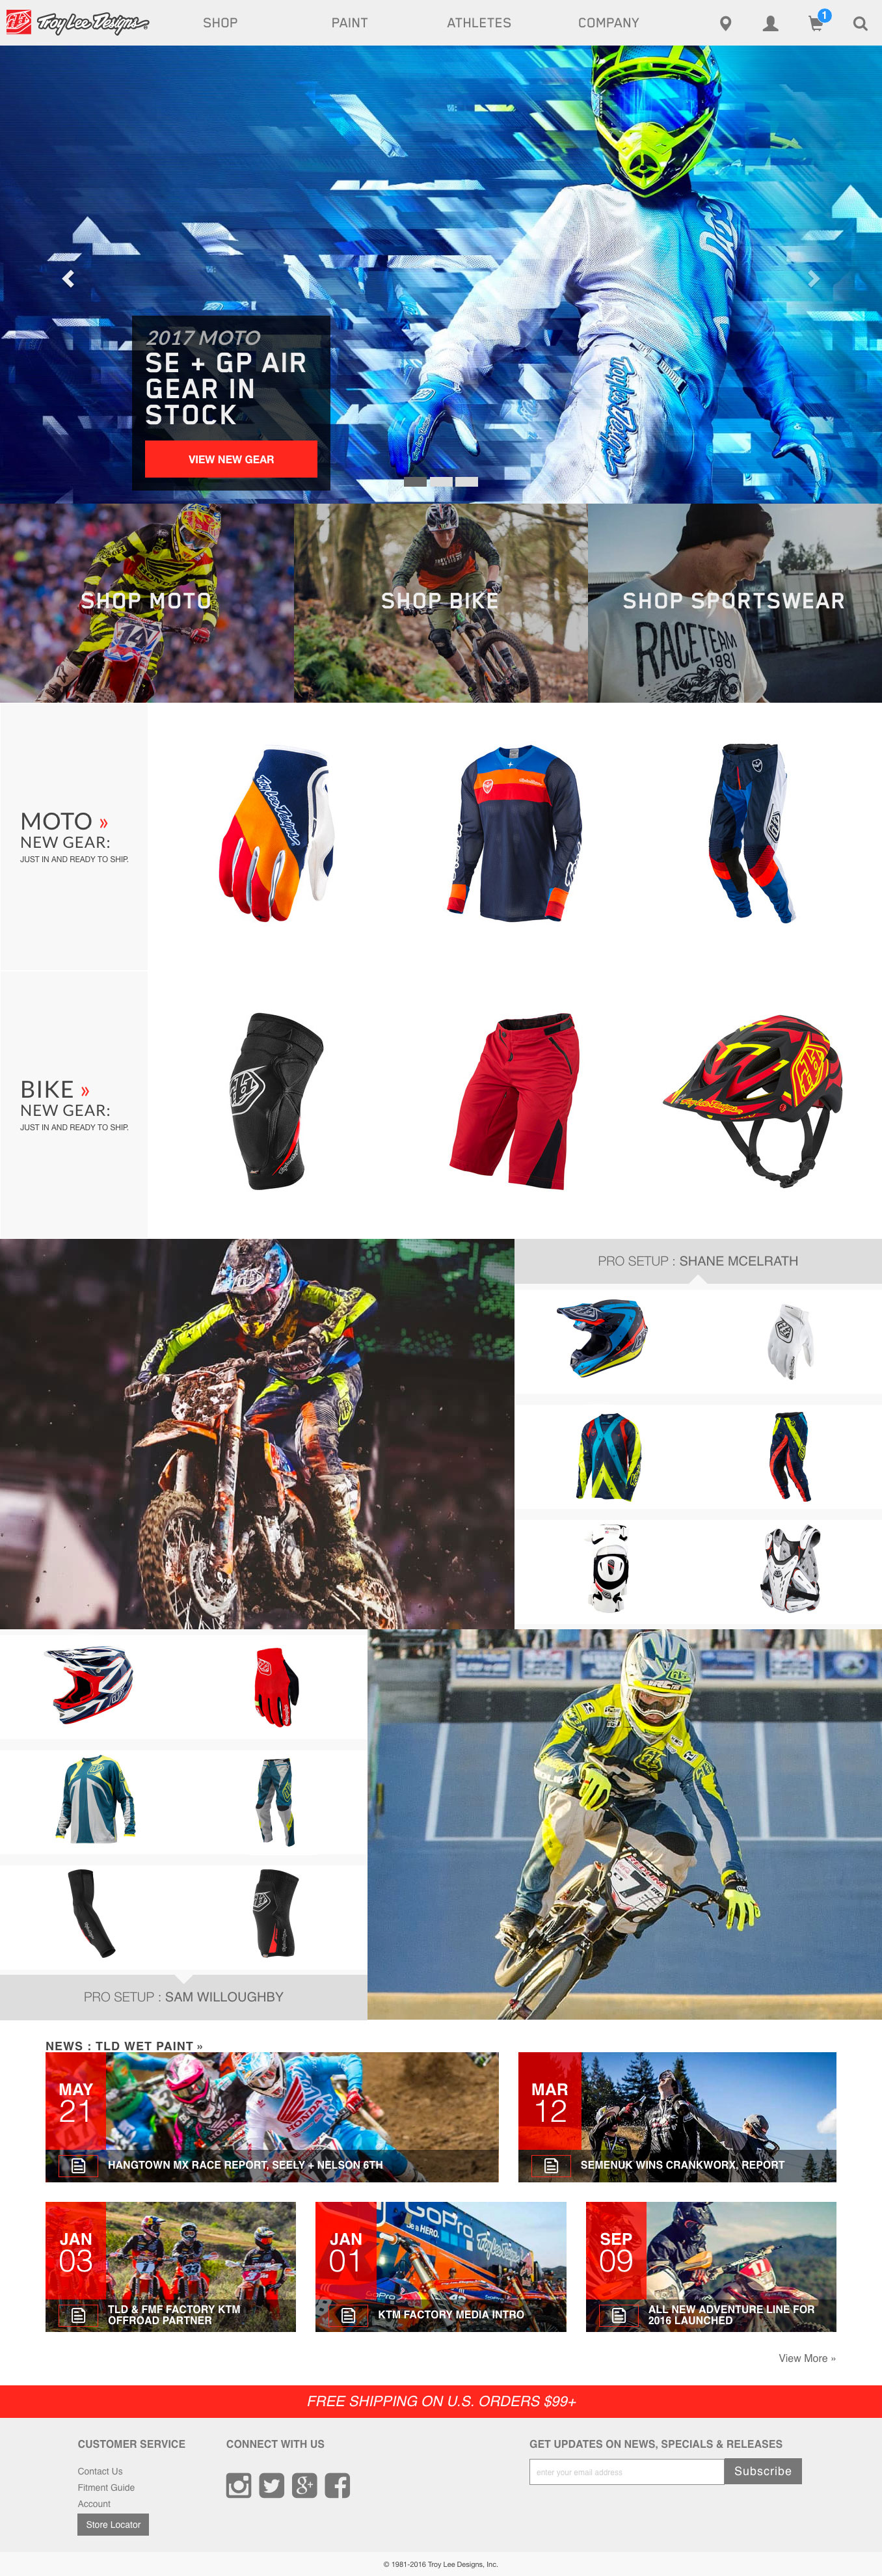 Troy Lee Designs
SHOP
PAINT
ATHLETES
COMPANY
1
2017 MOTO
SE + GP AIR
GEAR IN
STOCK
VIEW NEW GEAR
SHOP MOTO
SHOP BIKE
SHOP SPORTSWEAR
RACE TEAM
1981
74
MOTO »
NEW GEAR:
JUST IN AND READY TO SHIP.
BIKE »
NEW GEAR:
JUST IN AND READY TO SHIP.
PRO SETUP : SHANE MCELRATH
PRO SETUP : SAM WILLOUGHBY
NEWS : TLD WET PAINT »
MAY
21
HANGTOWN MX RACE REPORT, SEELY + NELSON 6TH
MAR
12
SEMENUK WINS CRANKWORX, REPORT
JAN
03
TLD & FMF FACTORY KTM
OFFROAD PARTNER
JAN
01
KTM FACTORY MEDIA INTRO
SEP
09
ALL NEW ADVENTURE LINE FOR
2016 LAUNCHED
View More »
FREE SHIPPING ON U.S. ORDERS $99+
CUSTOMER SERVICE
Contact Us
Fitment Guide
Account
Store Locator
CONNECT WITH US
GET UPDATES ON NEWS, SPECIALS & RELEASES
enter your email address
Subscribe
© 1981-2016 Troy Lee Designs, Inc.